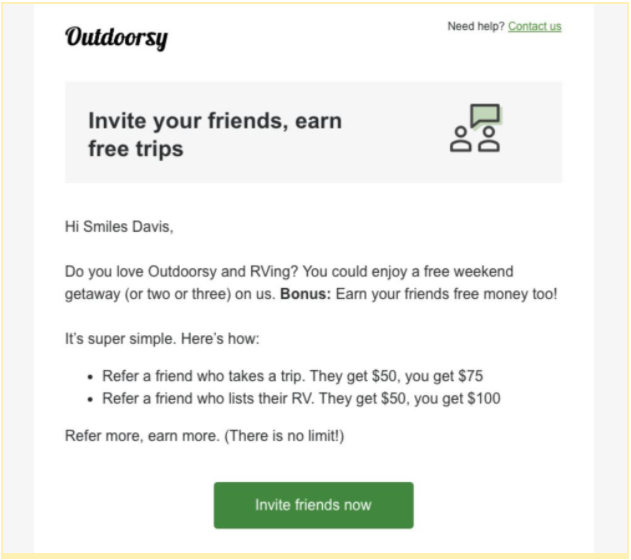 Outdoorsy
Need help? Contact us
Invite your friends, earn
free trips
Hi Smiles Davis,
Do you love Outdoorsy and RVing? You could enjoy a free weekend
getaway (or two or three) on us. Bonus: Earn your friends free money too!
It's super simple. Here's how:
• Refer a friend who takes a trip. They get $50, you get $75
• Refer a friend who lists their RV. They get $50, you get $100
Refer more, earn more. (There is no limit!)
Invite friends now